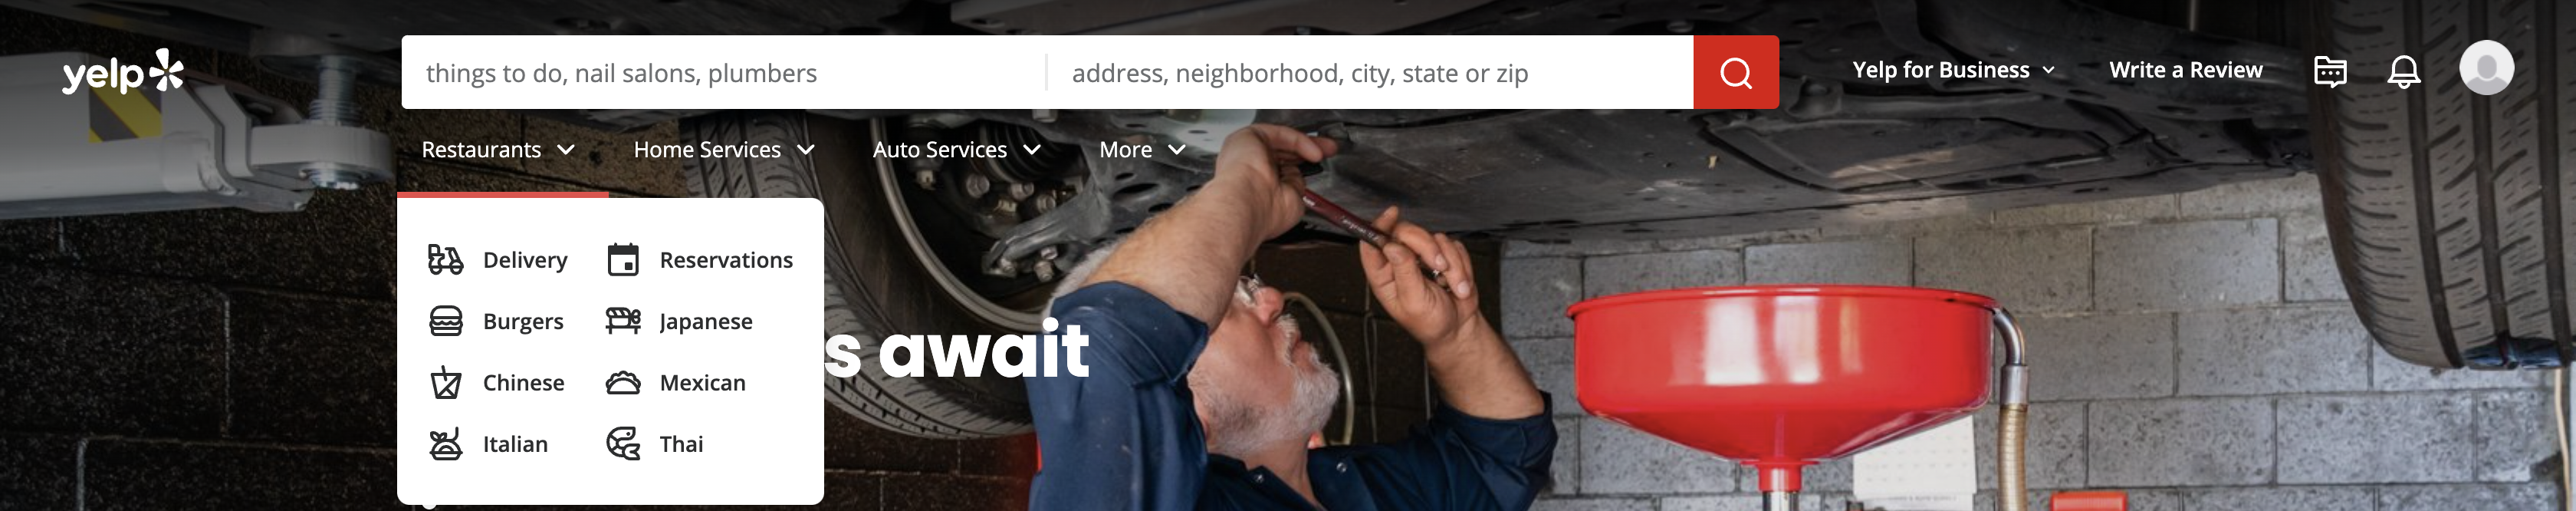 yelp
things to do, nail salons, plumbers
address, neighborhood, city, state or zip
Yelp for Business
Write a Review
Restaurants
Home Services
Auto Services
More
Delivery
Reservations
Burgers
Japanese
Chinese
Mexican
Italian
Thai
s await